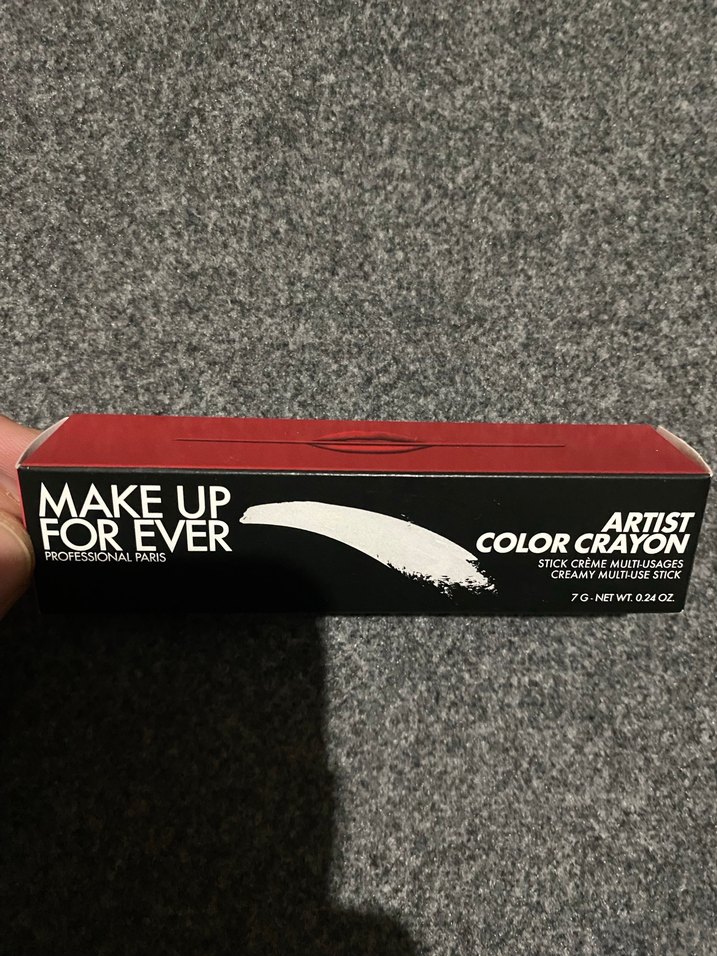 MAKE UP
FOR EVER
PROFESSIONAL PARIS
ARTIST
COLOR CRAYON
STICK CRÈME MULTI-USAGES
CREAMY MULTI-USE STICK
7 G - NET WT. 0.24 OZ.